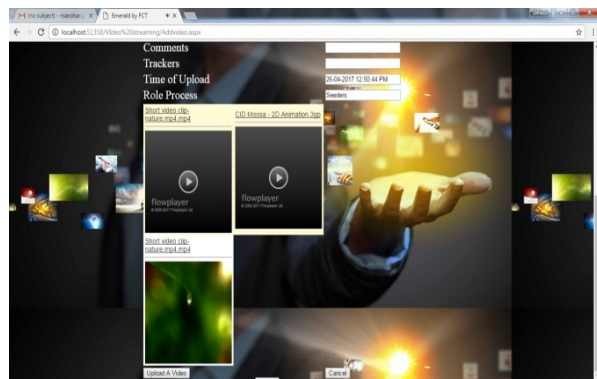 (no subject) - manohar
Emerald by FCT
localhost:51358/Video%20streaming/Addvideo.aspx
Comments
Trackers
Time of Upload 26-04-2017 12:50:44 PM
Role Process Seeders
Short video clip-
nature.mp4.mp4
CID Moosa - 2D Animation.3gp
flowplayer
flowplayer
Short video clip-
nature.mp4.mp4
Upload A Video Cancel